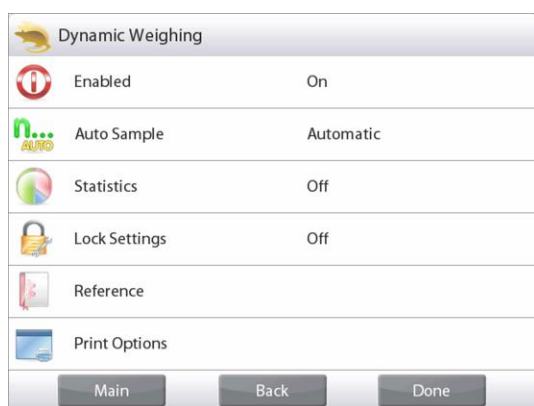 Dynamic Weighing
Enabled On
n...
AUTO
Auto Sample Automatic
Statistics Off
Lock Settings Off
Reference
Print Options
Main Back Done